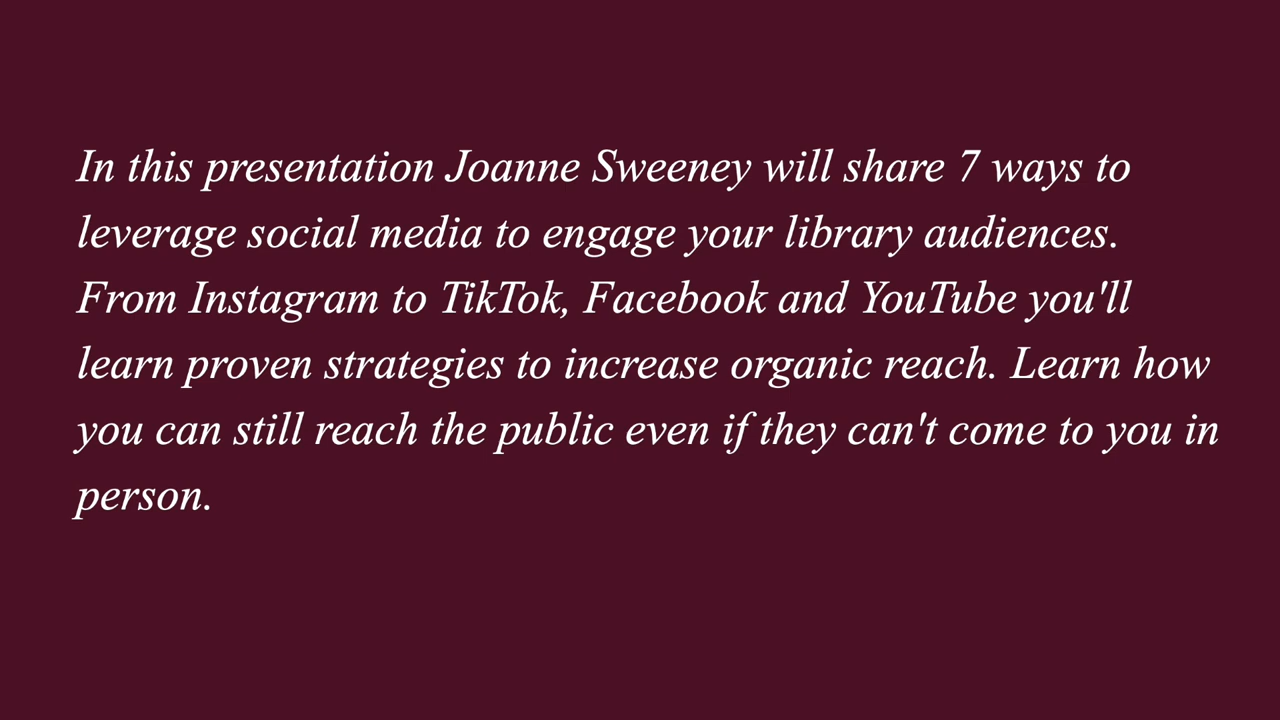 In this presentation Joanne Sweeney will share 7 ways to
leverage social media to engage your library audiences.
From Instagram to TikTok, Facebook and YouTube you'll
learn proven strategies to increase organic reach. Learn how
you can still reach the public even if they can't come to you in
person.